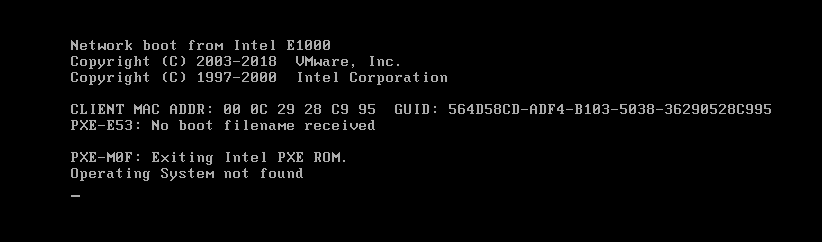 Network boot from Intel E1000
Copyright (C) 2003-2018  VMware, Inc.
Copyright (C) 1997-2000  Intel Corporation
CLIENT MAC ADDR: 00 0C 29 28 C9 95  GUID: 564D58CD-ADF4-B103-5038-36290528C995
PXE-E53: No boot filename received
PXE-M0F: Exiting Intel PXE ROM.
Operating System not found
_